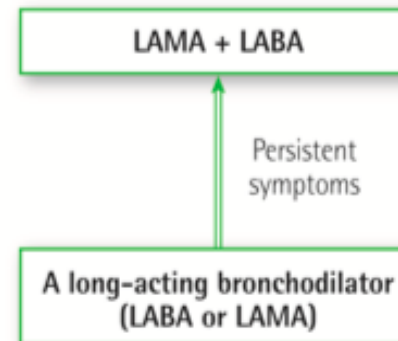 LAMA + LABA
Persistent
symptoms
A long-acting bronchodilator
(LABA or LAMA)